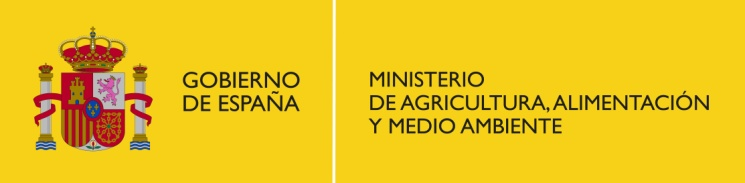 GOBIERNO
DE ESPAÑA
MINISTERIO
DE AGRICULTURA, ALIMENTACIÓN
Y MEDIO AMBIENTE